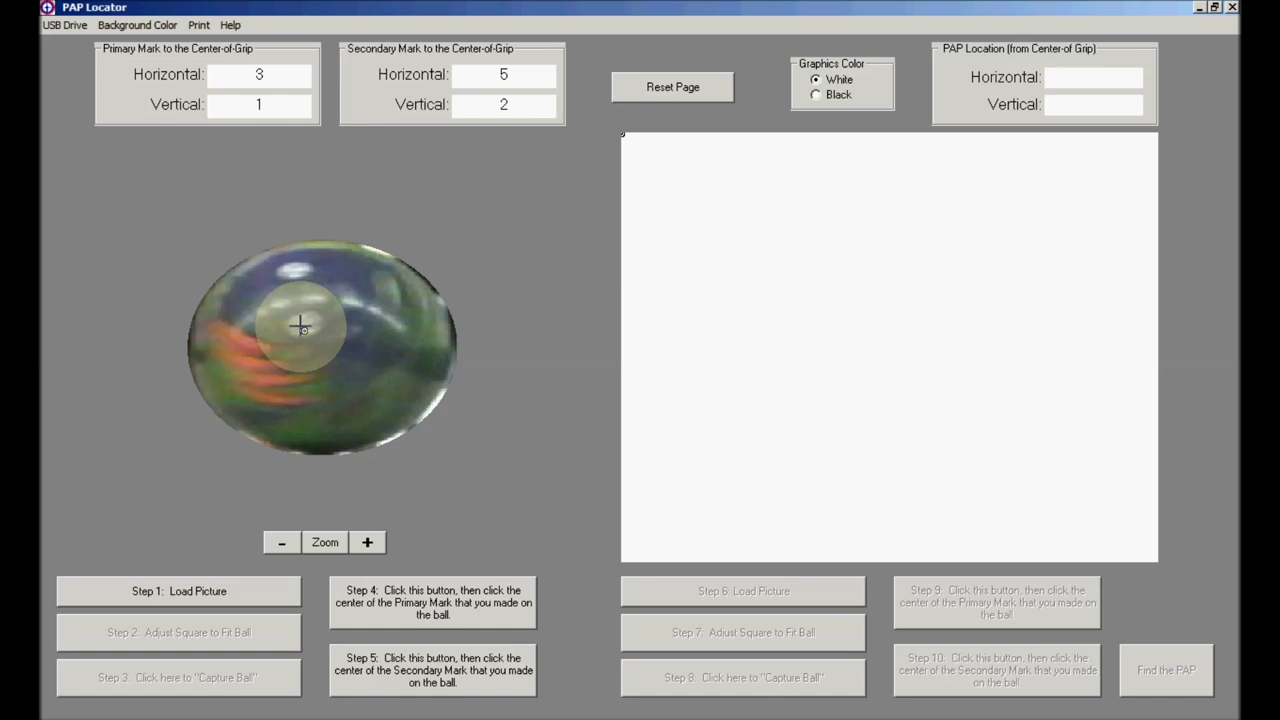 PAP Locator
USB Drive Background Color Print Help
Primary Mark to the Center-of-Grip
Horizontal: 3
Vertical: 1
Secondary Mark to the Center-of-Grip
Horizontal: 5
Vertical: 2
Reset Page
Graphics Color
White
Black
PAP Location (from Center-of Grip)
Horizontal:
Vertical:
- Zoom +
Step 1: Load Picture
Step 2: Adjust Square to Fit Ball
Step 3: Click here to "Capture Ball"
Step 4: Click this button, then click the
center of the Primary Mark that you made on
the ball.
Step 5: Click this button, then click the
center of the Secondary Mark that you made
on the ball.
Step 6: Load Picture
Step 7: Adjust Square to Fit Ball
Step 8: Click here to "Capture Ball"
Step 9: Click this button, then click the
center of the Primary Mark that you made on
the ball
Step 10: Click this button, then click the
center of the Secondary Mark that you made
on the ball
Find the PAP